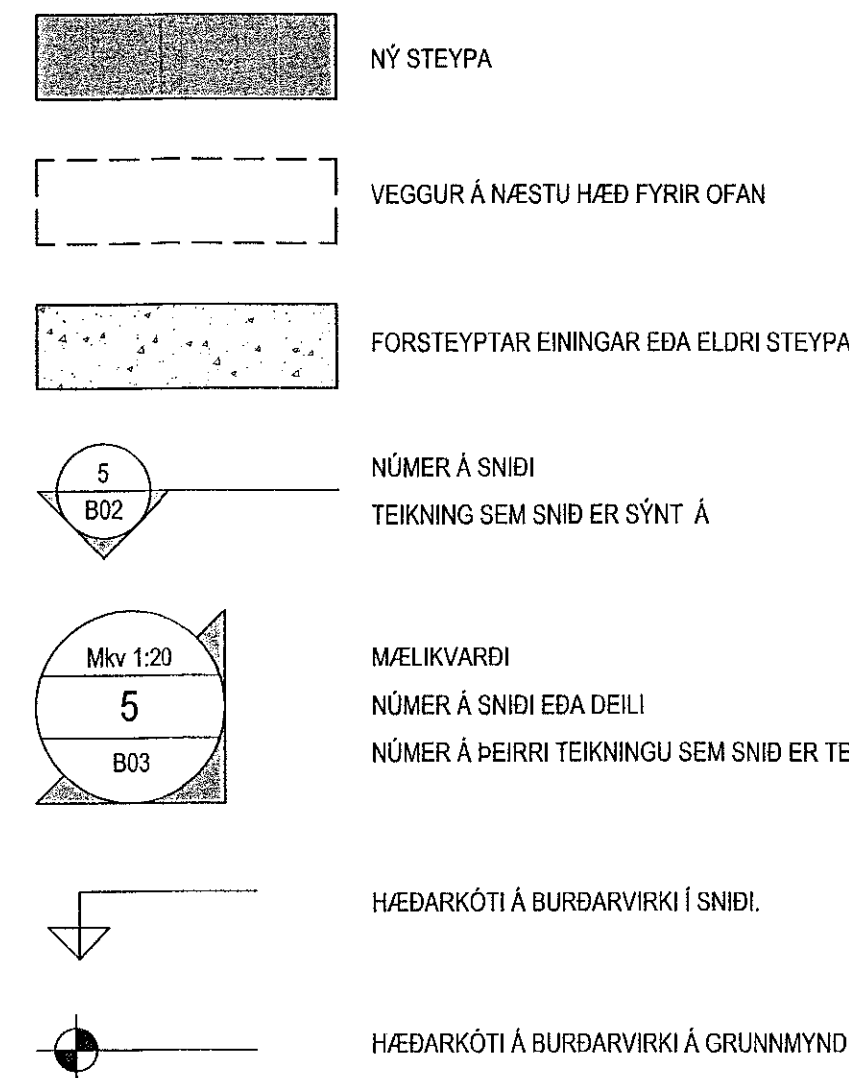 NÝ STEYPA
VEGGUR Á NÆSTU HÆÐ FYRIR OFAN
FORSTEYPTAR EININGAR EÐA ELDRI STEYPA
5
B02
NÚMER Á SNIÐI
TEIKNING SEM SNIÐ ER SÝNT Á
Mkv 1:20
5
B03
MÆLIKVARÐI
NÚMER Á SNIÐI EÐA DEILI
NÚMER Á ÞEIRRI TEIKNINGU SEM SNIÐ ER
HÆÐARKÓTI Á BURÐARVIRKI Í SNIÐI.
HÆÐARKÓTI Á BURÐARVIRKI Á GRUNNMYND